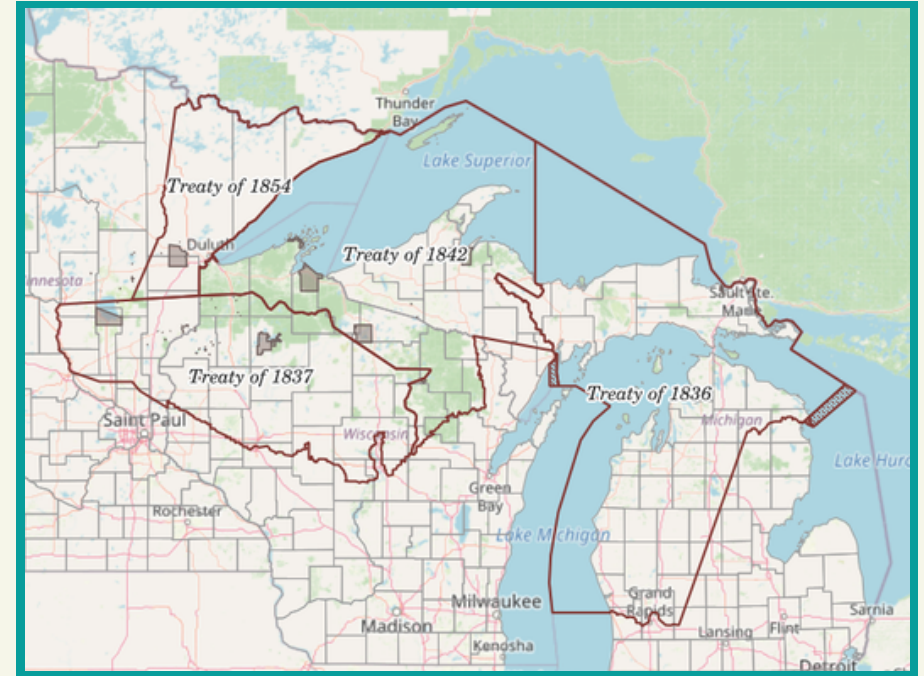 Thunder
Bay
Lake Superior
Treaty of 1854
Duluth
Treaty of 1842
innesota
Sault Ste.
Marie
Treaty of 1837
Treaty of 1836
Saint Paul
Wisconsin
Michigan
Lake Huro
Green
Bay
Rochester
Lake Michigan
Grand
Rapids
Milwaukee
Sarnia
Madison
Lansing
Flint
Kenosha
Detroit